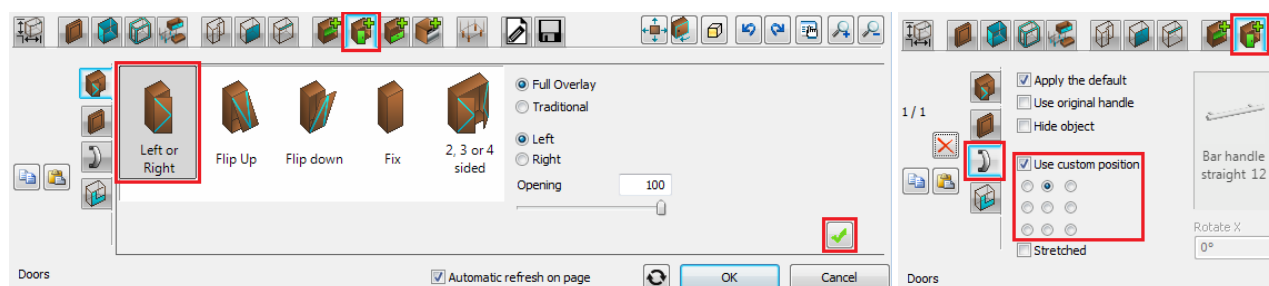 Left or
Right
Flip Up
Flip down
Fix
2, 3 or 4
sided
Full Overlay
Traditional
Left
Right
Opening
100
Doors
Automatic refresh on page
OK
Cancel
1 / 1
Apply the default
Use original handle
Hide object
Use custom position
Stretched
Bar handle
straight 12
Rotate X
0°
Doors